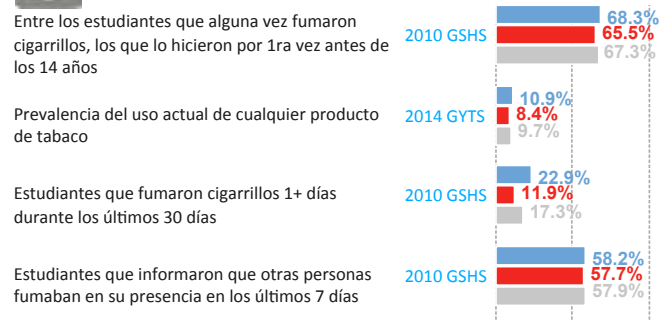 Entre los estudiantes que alguna vez fumaron
cigarrillos, los que lo hicieron por 1ra vez antes de
los 14 años
2010 GSHS
68.3%
65.5%
67.3%
Prevalencia del uso actual de cualquier producto
de tabaco
2014 GYTS
10.9%
8.4%
9.7%
Estudiantes que fumaron cigarrillos 1+ días
durante los últimos 30 días
2010 GSHS
22.9%
11.9%
17.3%
Estudiantes que informaron que otras personas
fumaban en su presencia en los últimos 7 días
2010 GSHS
58.2%
57.7%
57.9%